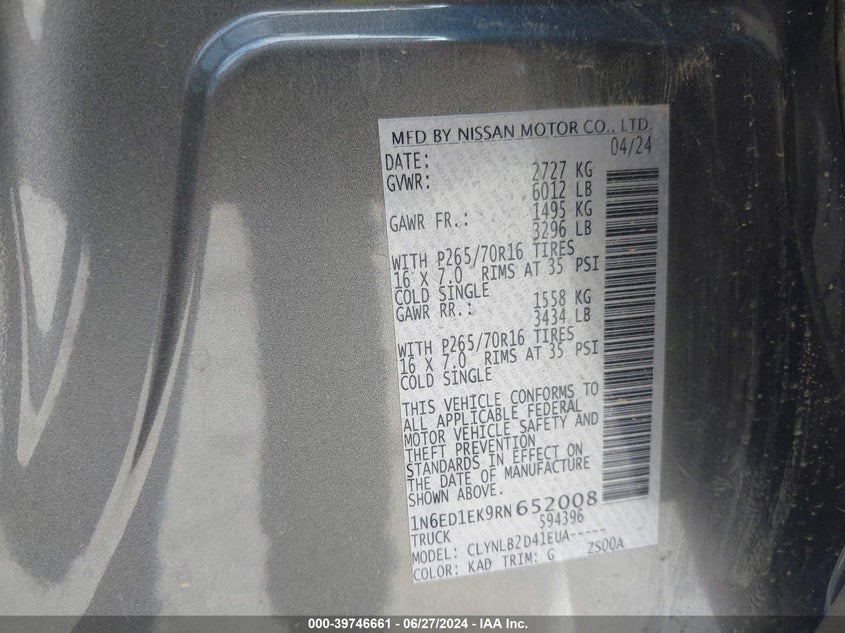 MFD BY NISSAN MOTOR CO., LTD.
DATE: 04/24
GVWR: 2727 KG
6012 LB
GAWR FR.: 1495 KG
3296 LB
WITH P265/70R16 TIRES
16 X 7.0 RIMS AT 35 PSI
COLD SINGLE
GAWR RR.: 1558 KG
3434 LB
WITH P265/70R16 TIRES
16 X 7.0 RIMS AT 35 PSI
COLD SINGLE
THIS VEHICLE CONFORMS TO
ALL APPLICABLE FEDERAL
MOTOR VEHICLE SAFETY AND
THEFT PREVENTION
STANDARDS IN EFFECT ON
THE DATE OF MANUFACTURE
SHOWN ABOVE.
1N6ED1EK9RN652008
TRUCK 594396
MODEL: CLYNLB2D41EUA-----
COLOR: KAD TRIM: G ZS00A
000-39746661 - 06/27/2024 - IAA Inc.